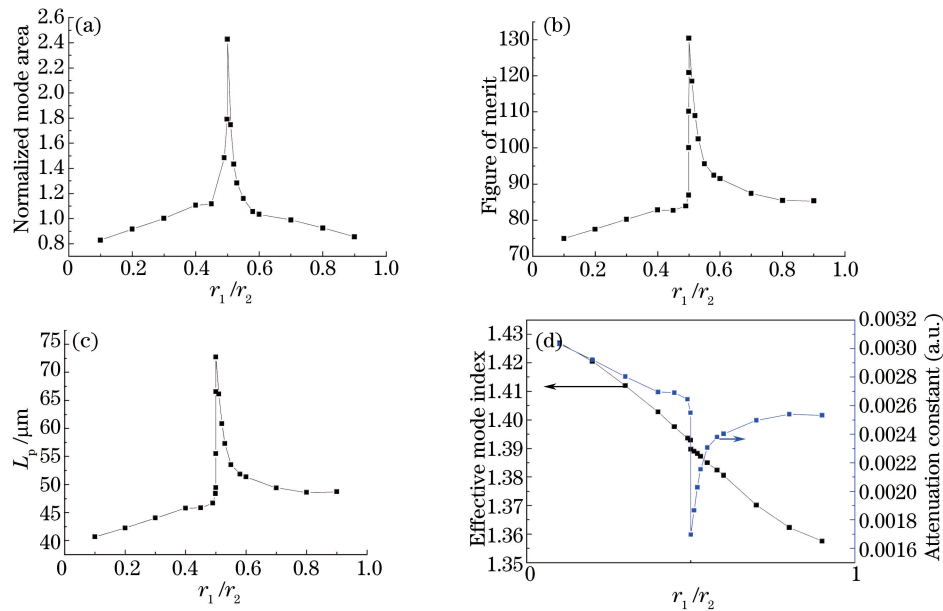 (a)
Normalized mode area
2.6
2.4
2.2
2.0
1.8
1.6
1.4
1.2
1.0
0.8
0 0.2 0.4 0.6 0.8 1.0
r₁/r₂
(b)
Figure of merit
130
120
110
100
90
80
70
0 0.2 0.4 0.6 0.8 1.0
r₁/r₂
(c)
Lₚ/μm
75
70
65
60
55
50
45
40
0 0.2 0.4 0.6 0.8 1.0
r₁/r₂
(d)
Effective mode index
1.43
1.42
1.41
1.40
1.39
1.38
1.37
1.36
1.35
0 1
r₁/r₂
0.0032
0.0030
0.0028
0.0026
0.0024
0.0022
0.0020
0.0018
0.0016
Attenuation constant (a.u.)